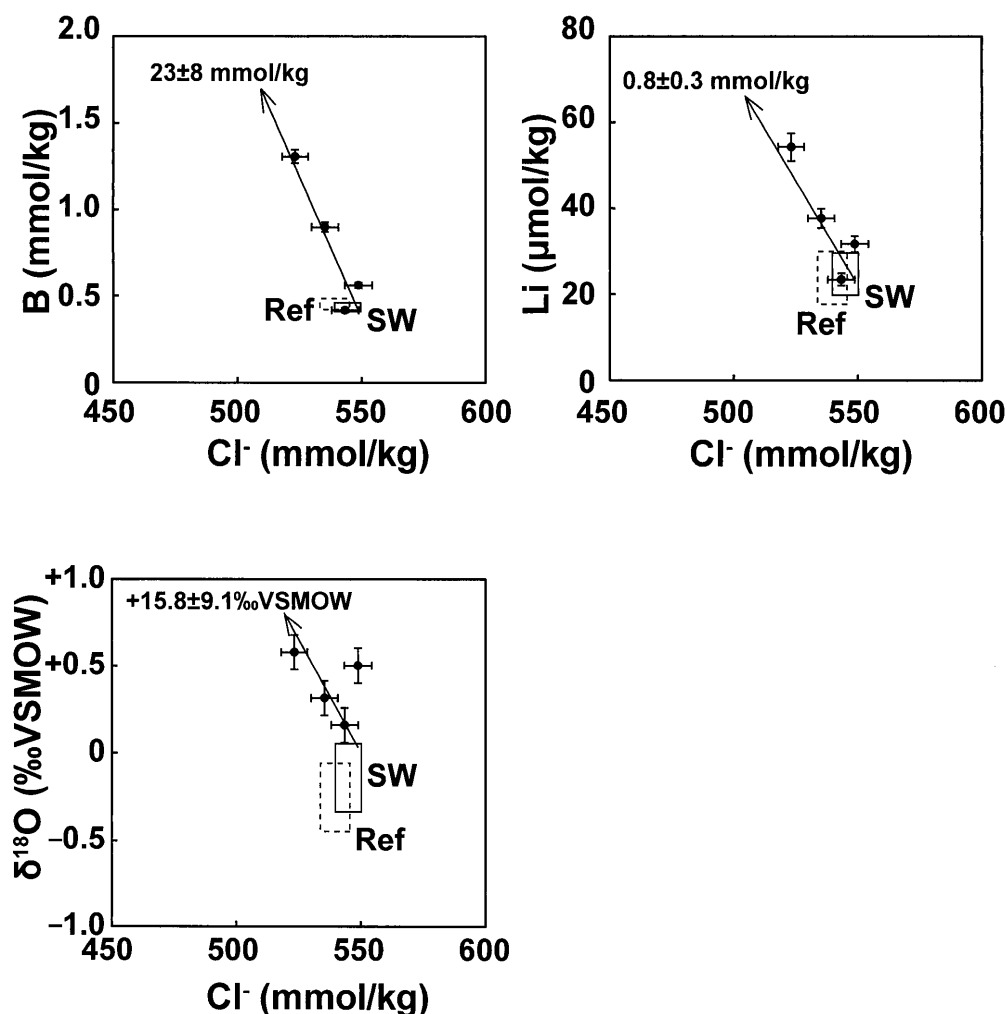 2.0
1.5
1.0
0.5
0
B (mmol/kg)
23±8 mmol/kg
Ref
SW
450
500
550
600
Cl⁻ (mmol/kg)
80
60
40
20
0
Li (µmol/kg)
0.8±0.3 mmol/kg
SW
Ref
450
500
550
600
Cl⁻ (mmol/kg)
+1.0
+0.5
0
−0.5
−1.0
δ¹⁸O (‰VSMOW)
+15.8±9.1‰VSMOW
SW
Ref
450
500
550
600
Cl⁻ (mmol/kg)